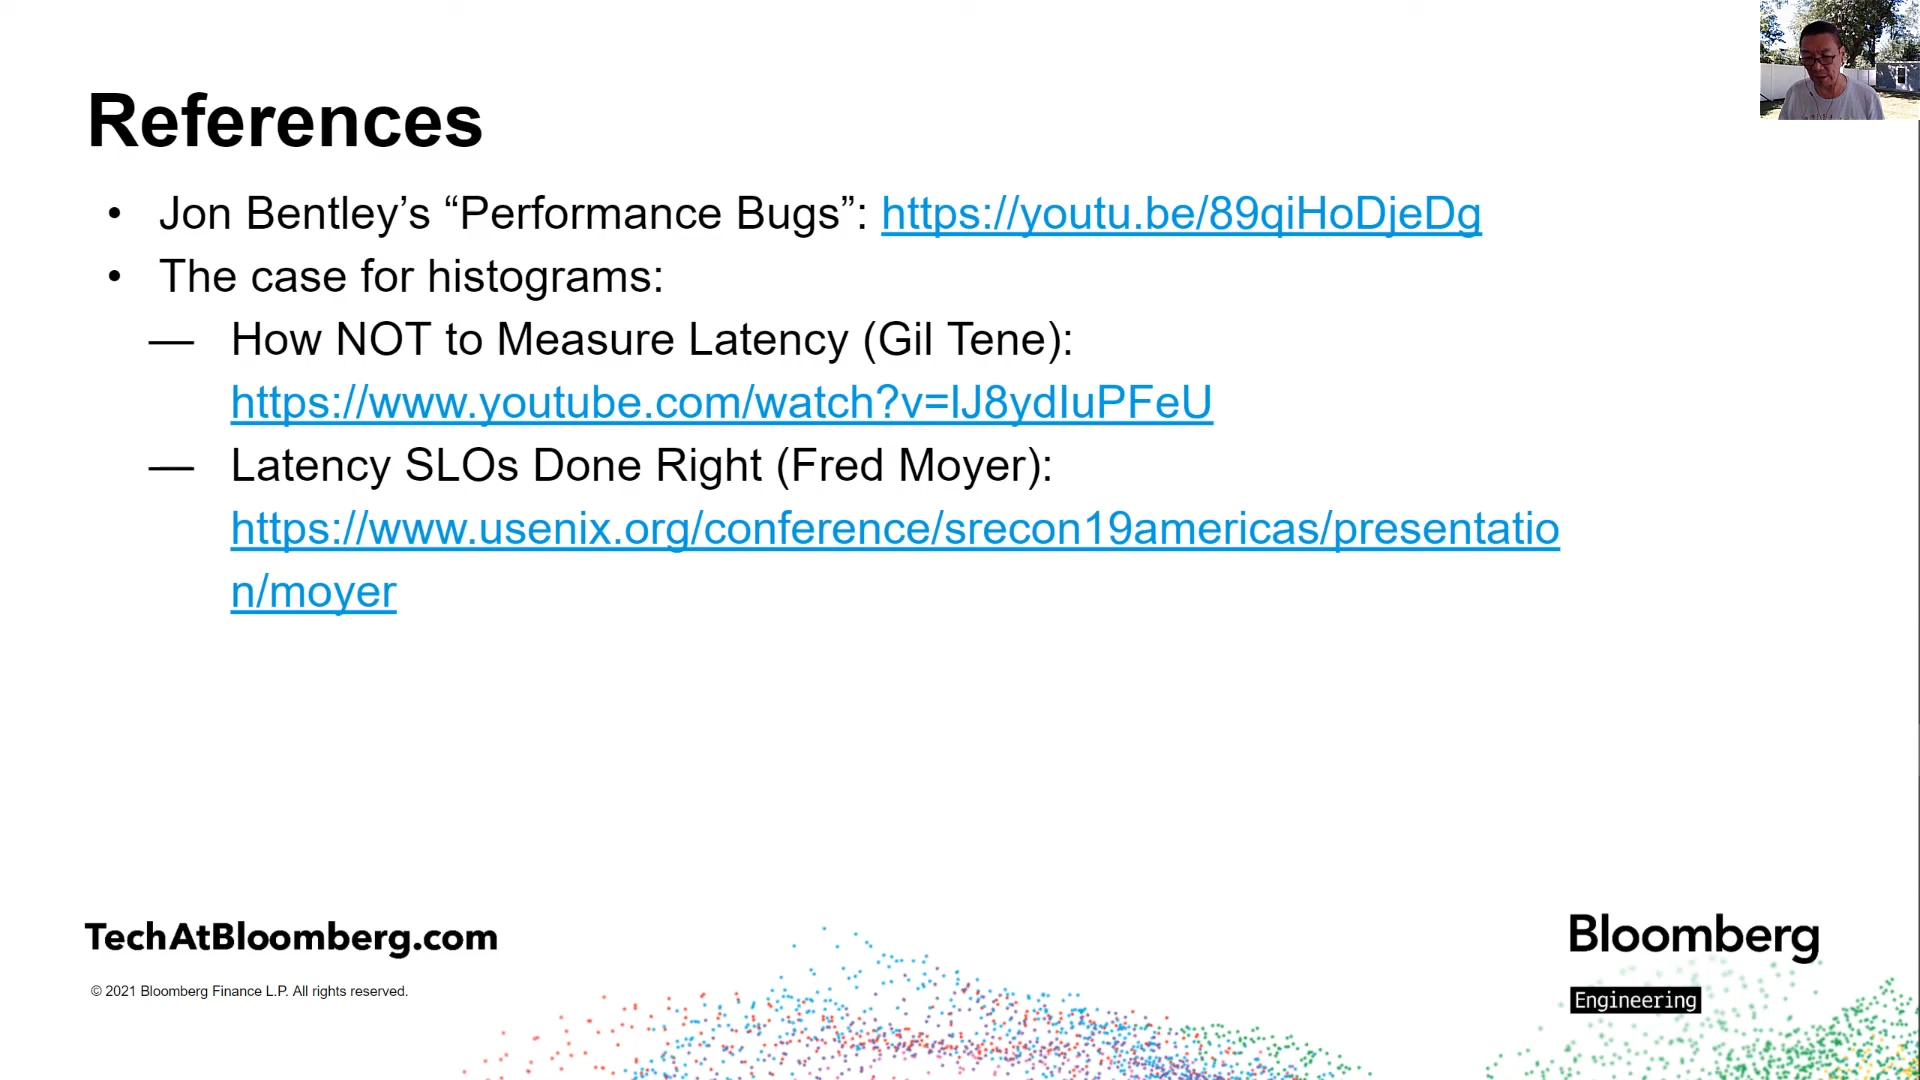 References
• Jon Bentley’s “Performance Bugs”: https://youtu.be/89qiHoDjeDg
• The case for histograms:
— How NOT to Measure Latency (Gil Tene):
https://www.youtube.com/watch?v=lJ8ydIuPFeU
— Latency SLOs Done Right (Fred Moyer):
https://www.usenix.org/conference/srecon19americas/presentatio
n/moyer
TechAtBloomberg.com
© 2021 Bloomberg Finance L.P. All rights reserved.
Bloomberg
Engineering